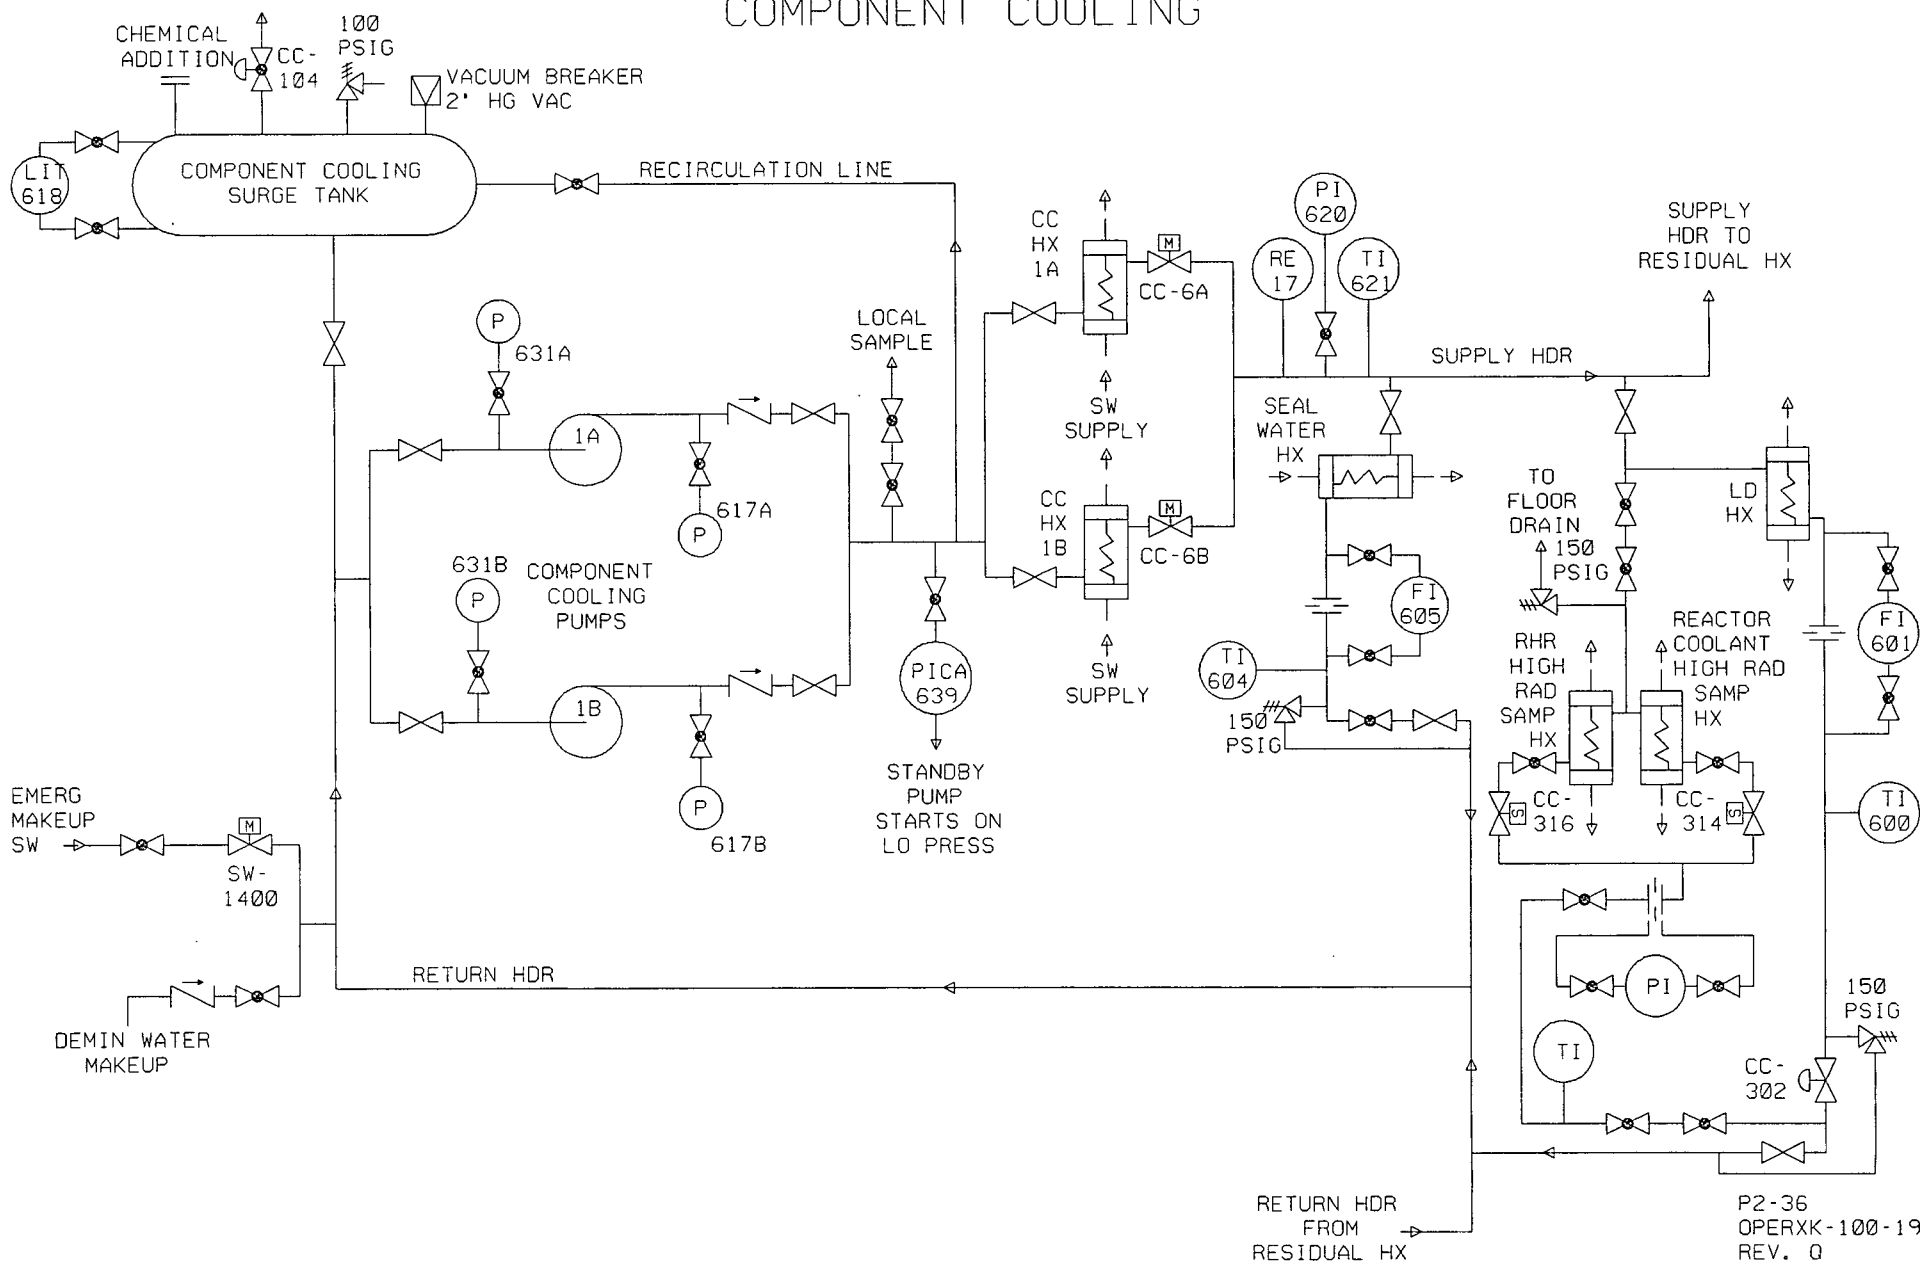 COMPONENT COOLING
CHEMICAL
ADDITION
CC-
104
100
PSIG
VACUUM BREAKER
2' HG VAC
LIT
618
COMPONENT COOLING
SURGE TANK
RECIRCULATION LINE
P
631A
1A
P
617A
P
631B
COMPONENT
COOLING
PUMPS
1B
P
617B
LOCAL
SAMPLE
PICA
639
STANDBY
PUMP
STARTS ON
LO PRESS
CC
HX
1A
M
CC-6A
SW
SUPPLY
CC
HX
1B
M
CC-6B
SW
SUPPLY
RE
17
PI
620
TI
621
SUPPLY HDR
SUPPLY
HDR TO
RESIDUAL HX
SEAL
WATER
HX
FI
605
TI
604
150
PSIG
TO
FLOOR
DRAIN
150
PSIG
LD
HX
FI
601
RHR
HIGH
RAD
SAMP
HX
REACTOR
COOLANT
HIGH RAD
SAMP
HX
S
CC-
316
CC-
314
S
TI
600
PI
TI
150
PSIG
CC-
302
EMERG
MAKEUP
SW
M
SW-
1400
RETURN HDR
DEMIN WATER
MAKEUP
RETURN HDR
FROM
RESIDUAL HX
P2-36
OPERXK-100-19
REV. Q